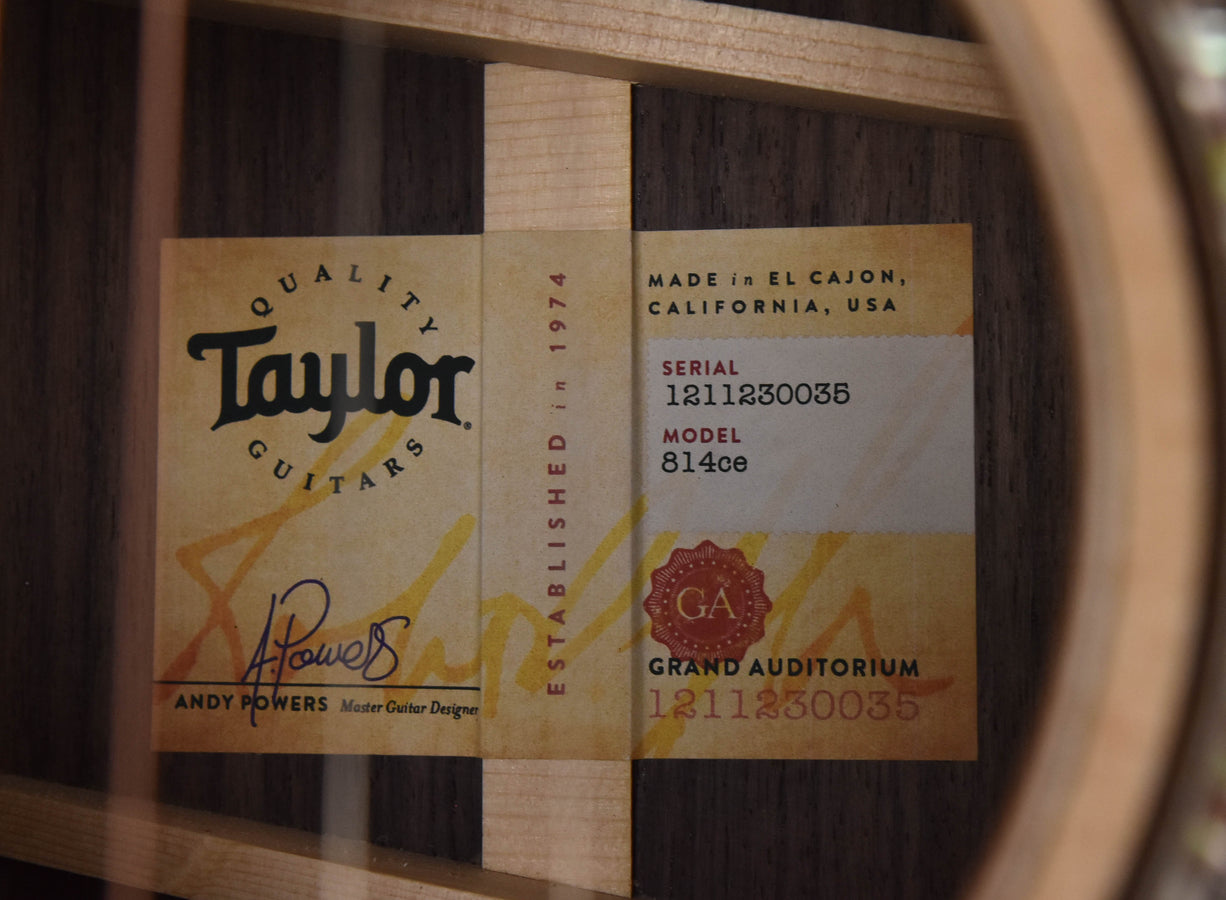 QUALITY
Taylor®
GUITARS
A. Powers
ANDY POWERS Master Guitar Designer
ESTABLISHED in 1974
MADE in EL CAJON,
CALIFORNIA, USA
SERIAL
1211230035
MODEL
814ce
GA
GRAND AUDITORIUM
1211230035